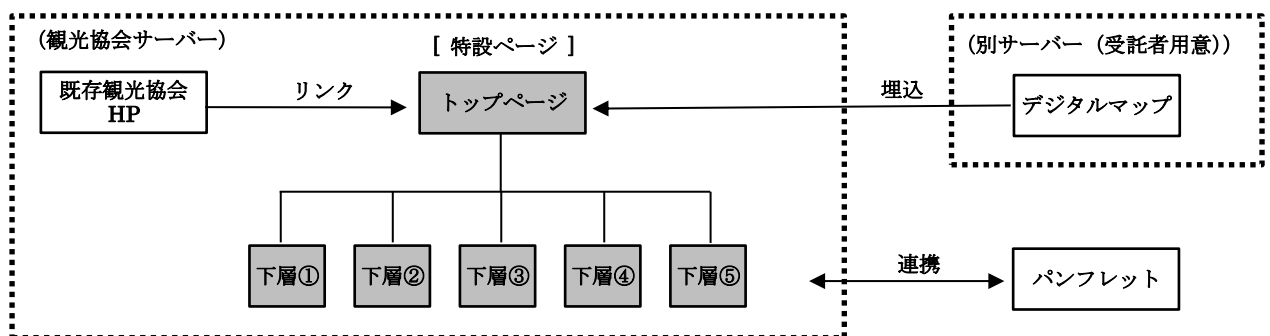 (観光協会サーバー)
[ 特設ページ ]
(別サーバー（受託者用意）)
既存観光協会
HP
リンク
トップページ
埋込
デジタルマップ
下層①
下層②
下層③
下層④
下層⑤
連携
パンフレット